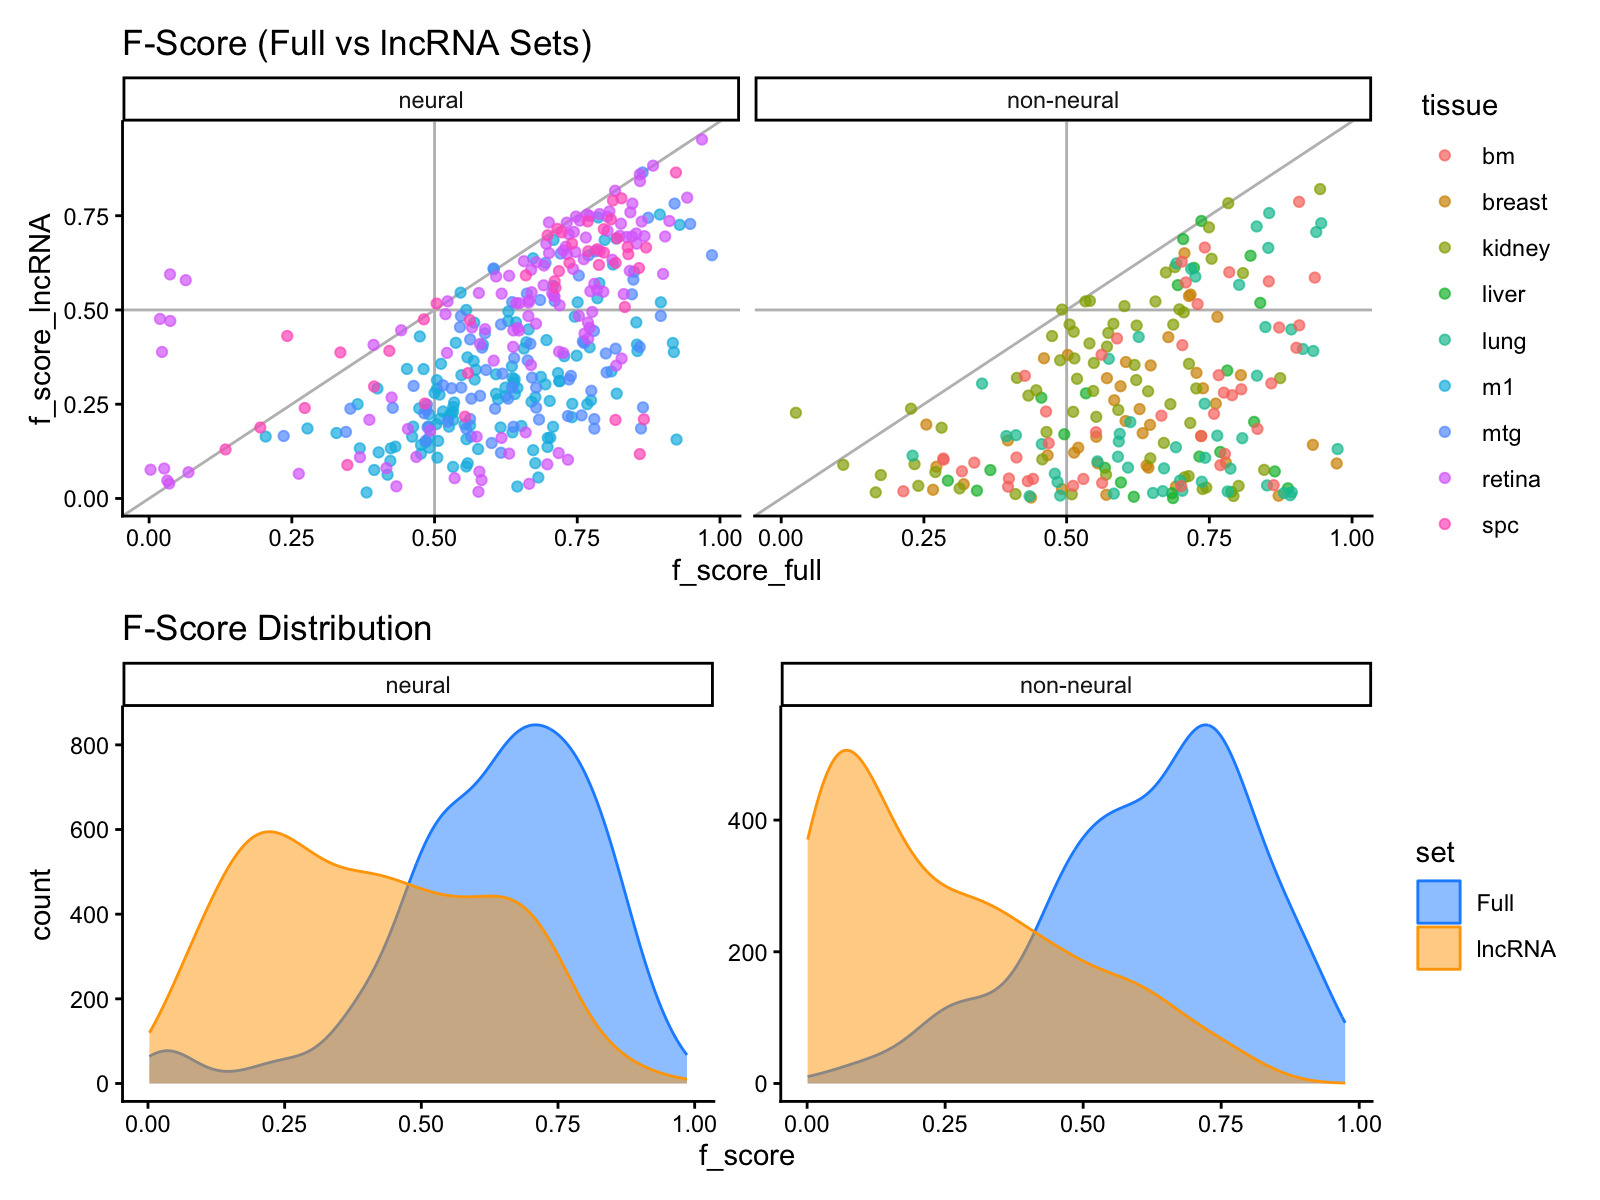 F-Score (Full vs lncRNA Sets)
neural
non-neural
f_score_lncRNA
0.75
0.50
0.25
0.00
0.00 0.25 0.50 0.75 1.00
0.00 0.25 0.50 0.75 1.00
f_score_full
tissue
bm
breast
kidney
liver
lung
m1
mtg
retina
spc
F-Score Distribution
neural
non-neural
count
800
600
400
200
0
400
200
0
0.00 0.25 0.50 0.75 1.00
0.00 0.25 0.50 0.75 1.00
f_score
set
Full
lncRNA